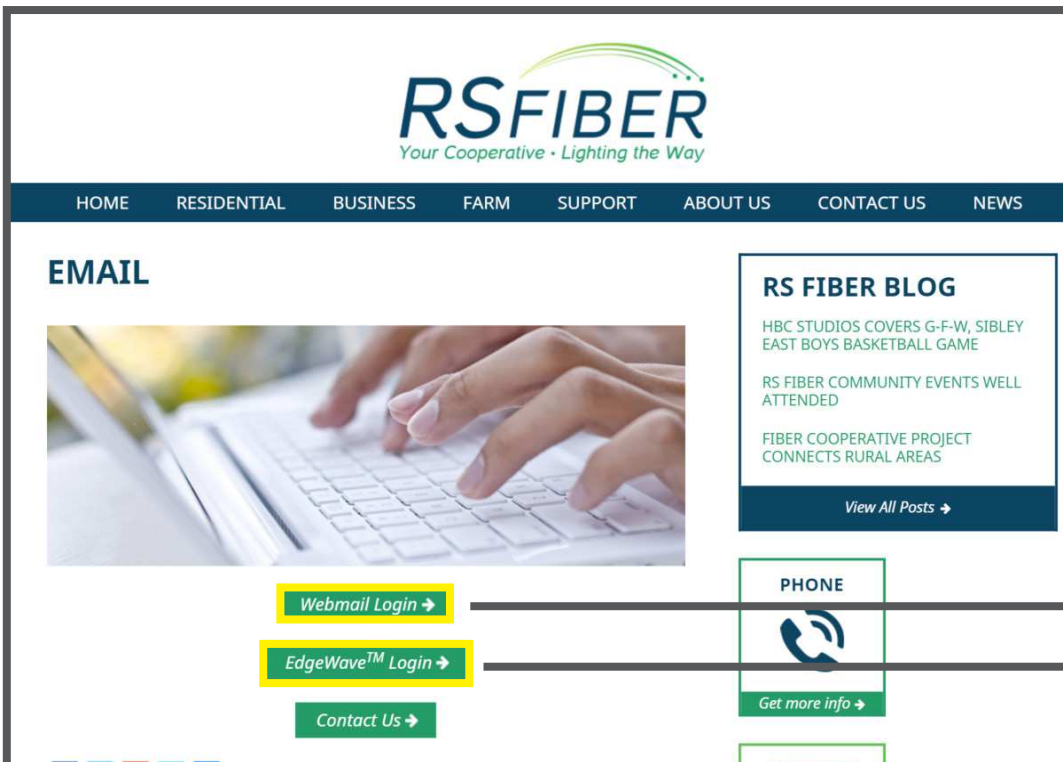 RSFIBER
Your Cooperative • Lighting the Way
HOME RESIDENTIAL BUSINESS FARM SUPPORT ABOUT US CONTACT US NEWS
EMAIL
Webmail Login
EdgeWave™ Login
Contact Us
RS FIBER BLOG
HBC STUDIOS COVERS G-F-W, SIBLEY
EAST BOYS BASKETBALL GAME
RS FIBER COMMUNITY EVENTS WELL
ATTENDED
FIBER COOPERATIVE PROJECT
CONNECTS RURAL AREAS
View All Posts
PHONE
Get more info